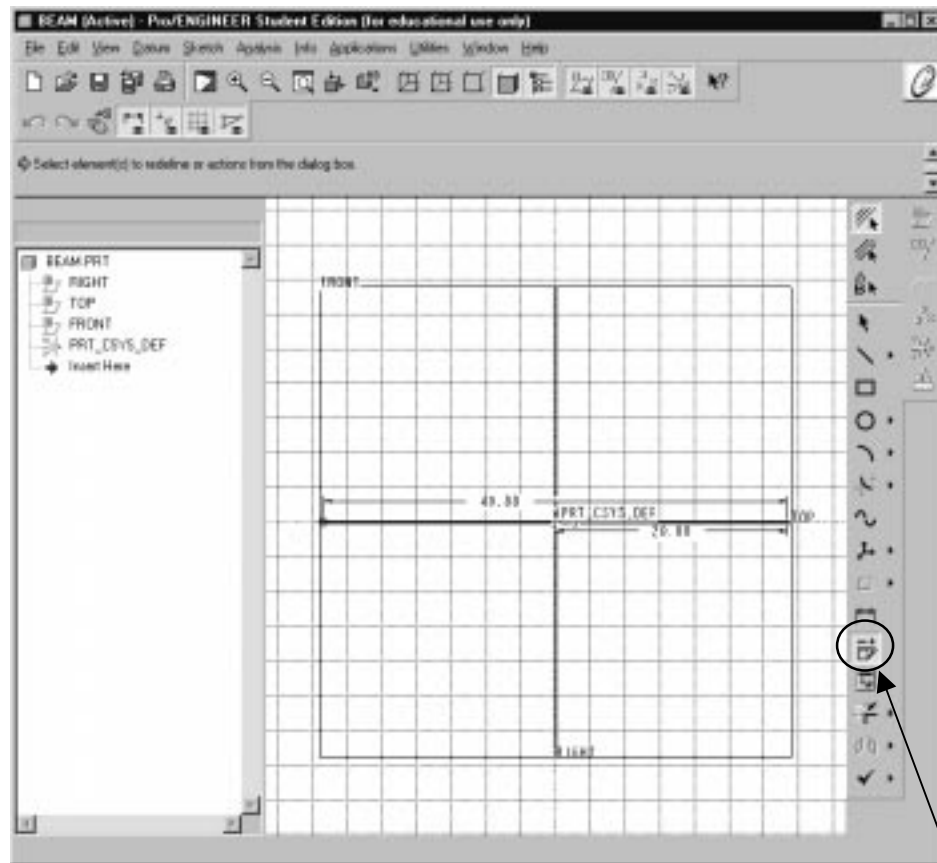 BEAM (Active) - Pro/ENGINEER Student Edition (for educational use only)
File Edit View Datum Sketch Analysis Info Applications Utilities Window Help
Select element(s) to redefine or actions from the dialog box.
BEAM.PRT
RIGHT
TOP
FRONT
PRT_CSYS_DEF
Insert Here
FRONT
40.00
PRT_CSYS_DEF
TOP
20.00
RIGHT